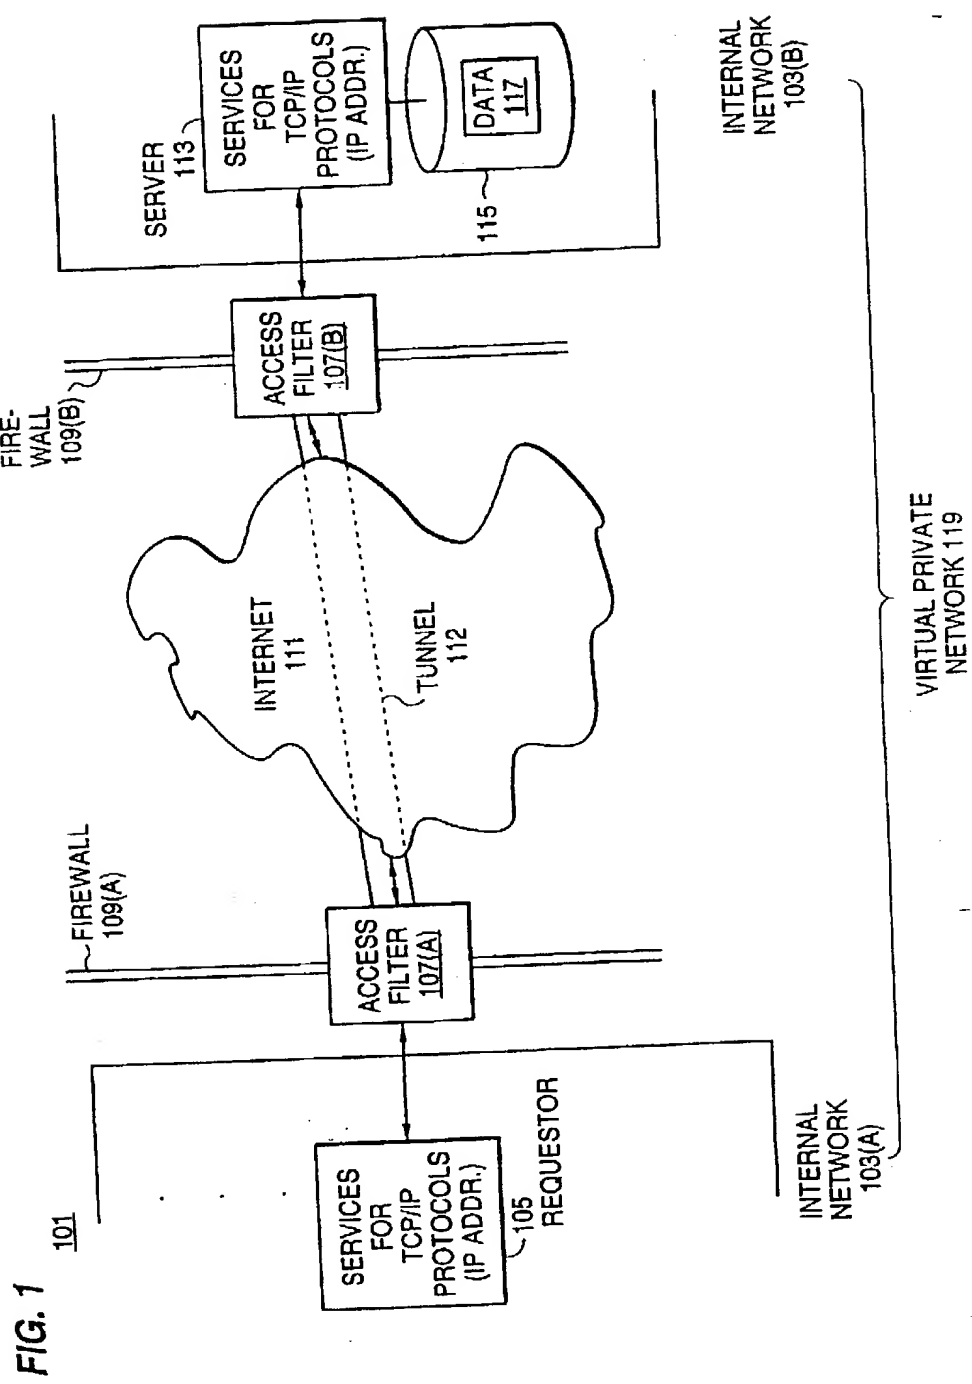 FIG. 1
101
SERVICES
FOR
TCP/IP
PROTOCOLS
(IP ADDR.)
105
REQUESTOR
INTERNAL
NETWORK
103(A)
FIREWALL
109(A)
ACCESS
FILTER
107(A)
INTERNET
111
TUNNEL
112
FIRE-
WALL
109(B)
ACCESS
FILTER
107(B)
SERVER
113
SERVICES
FOR
TCP/IP
PROTOCOLS
(IP ADDR.)
DATA
117
115
INTERNAL
NETWORK
103(B)
VIRTUAL PRIVATE
NETWORK 119